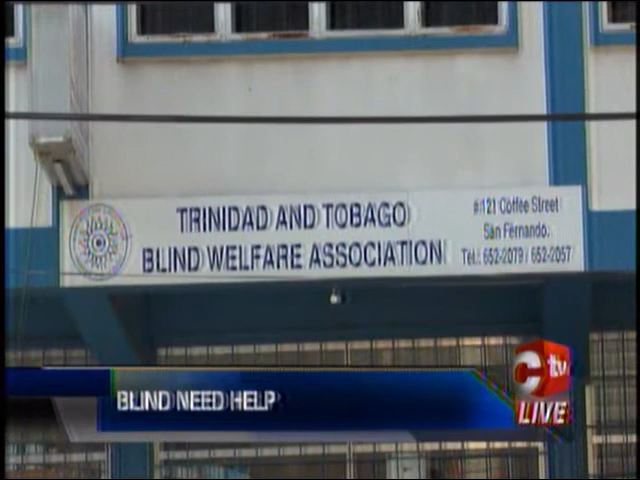 TRINIDAD AND TOBAGO
BLIND WELFARE ASSOCIATION
#121 Coffee Street
San Fernando.
Tel.: 652-2079 / 652-2057
BLIND NEED HELP
C tv
LIVE